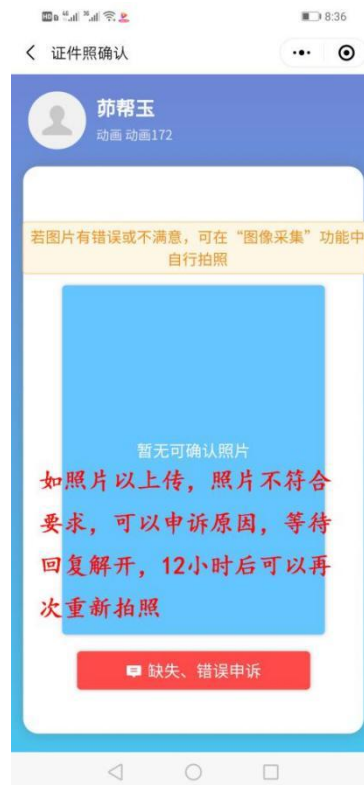 HD 46 36 8:36
证件照确认
茆帮玉
动画 动画172
若图片有错误或不满意，可在“图像采集”功能中
自行拍照
暂无可确认照片
如照片以上传，照片不符合
要求，可以申诉原因，等待
回复解开，12小时后可以再
次重新拍照
缺失、错误申诉